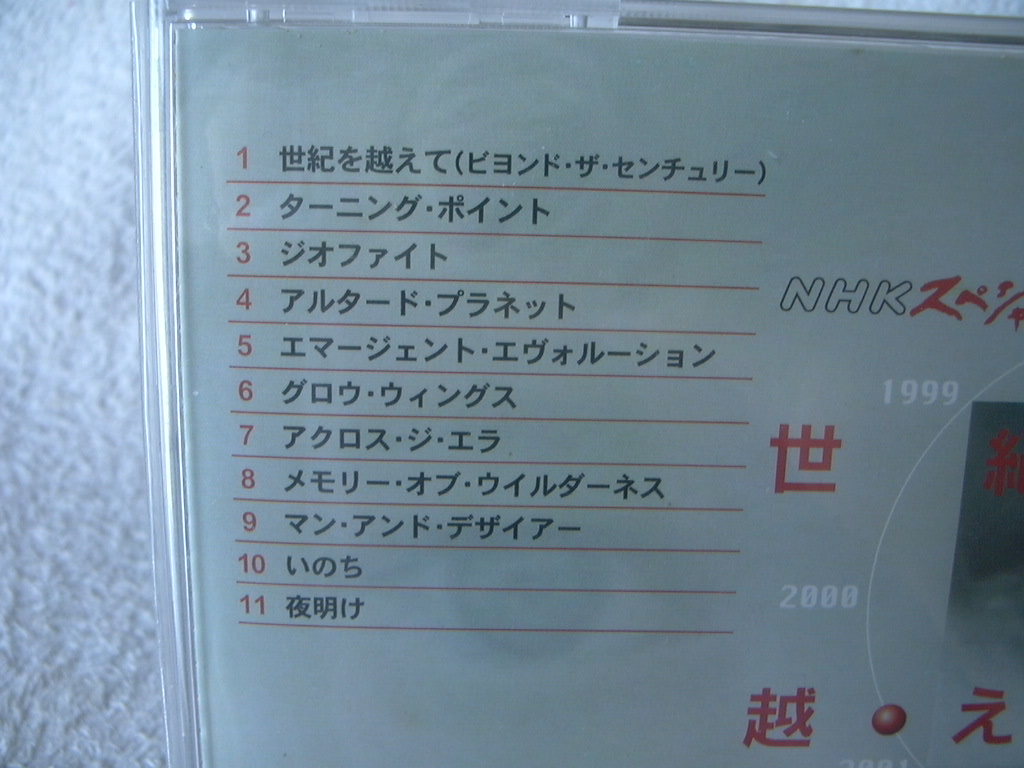 1 世紀を越えて(ビヨンド・ザ・センチュリー)
2 ターニング・ポイント
3 ジオファイト
4 アルタード・プラネット
5 エマージェント・エヴォルーション
6 グロウ・ウィングス
7 アクロス・ジ・エラ
8 メモリー・オブ・ウイルダーネス
9 マン・アンド・デザイアー
10 いのち
11 夜明け
NHKスペシャ
1999
世 紀
2000
越・え
2001